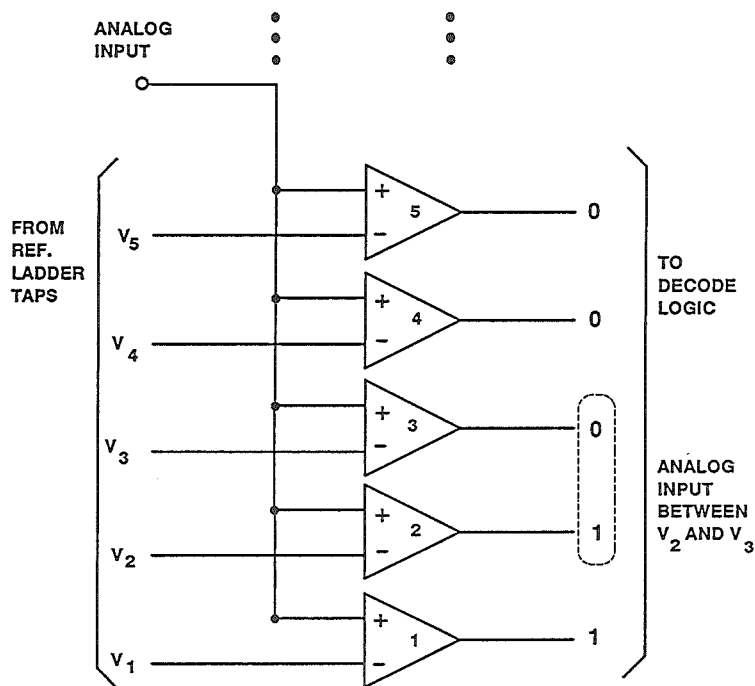 ANALOG
INPUT
+
5
0
FROM
REF.
LADDER
TAPS
V5
−
TO
DECODE
LOGIC
+
4
0
V4
−
+
3
0
V3
−
ANALOG
INPUT
BETWEEN
V2 AND V3
+
2
1
V2
−
+
1
1
V1
−